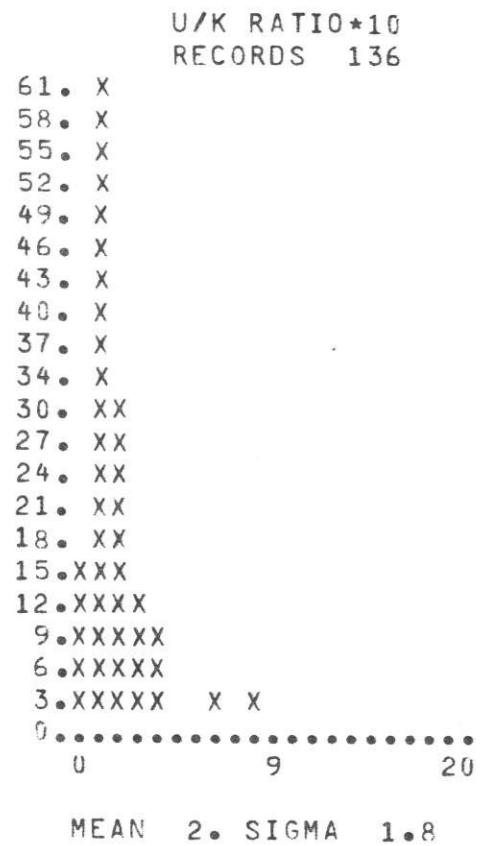 U/K RATIO*10
RECORDS 136
61. X
58. X
55. X
52. X
49. X
46. X
43. X
40. X
37. X
34. X
30. XX
27. XX
24. XX
21. XX
18. XX
15.XXX
12.XXXX
9.XXXXX
6.XXXXX
3.XXXXX X X
0.......................
0 9 20
MEAN 2. SIGMA 1.8